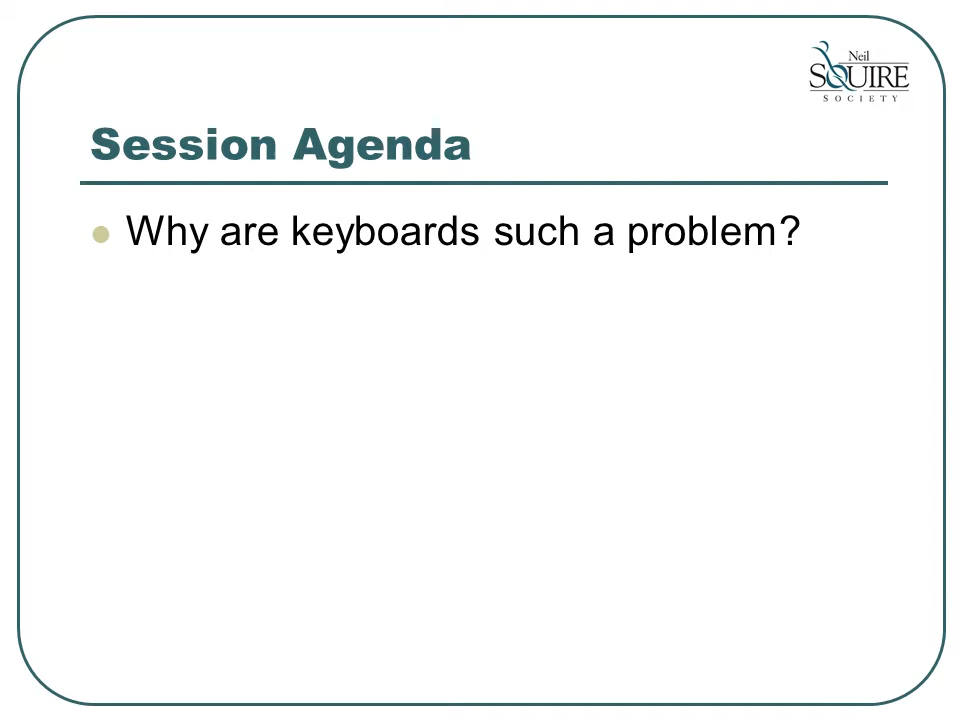 Neil
SQUIRE
SOCIETY
Session Agenda
Why are keyboards such a problem?